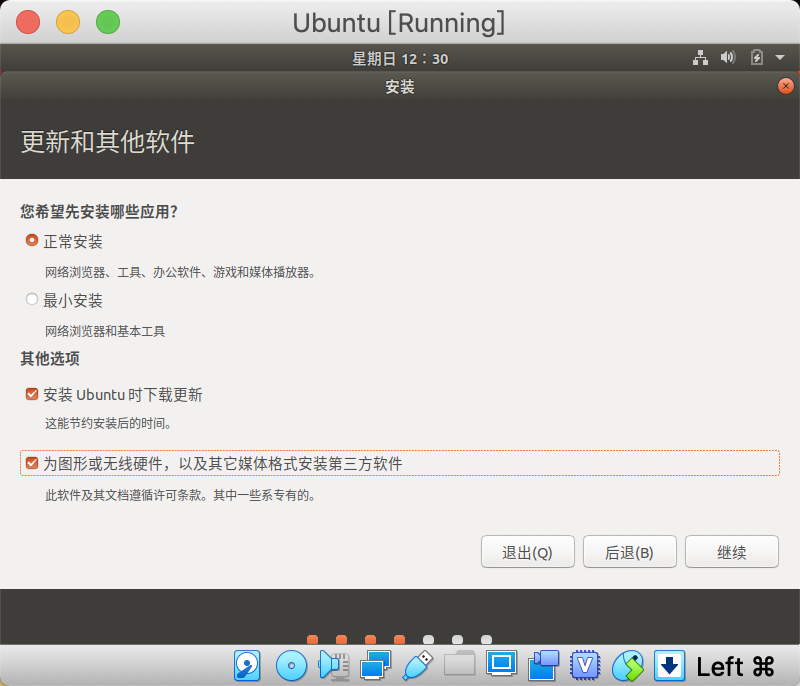 Ubuntu [Running]
星期日 12：30
安装
更新和其他软件
您希望先安装哪些应用?
正常安装
网络浏览器、工具、办公软件、游戏和媒体播放器。
最小安装
网络浏览器和基本工具
其他选项
安装 Ubuntu 时下载更新
这能节约安装后的时间。
为图形或无线硬件，以及其它媒体格式安装第三方软件
此软件及其文档遵循许可条款。其中一些系专有的。
退出(Q)
后退(B)
继续
V
Left ⌘